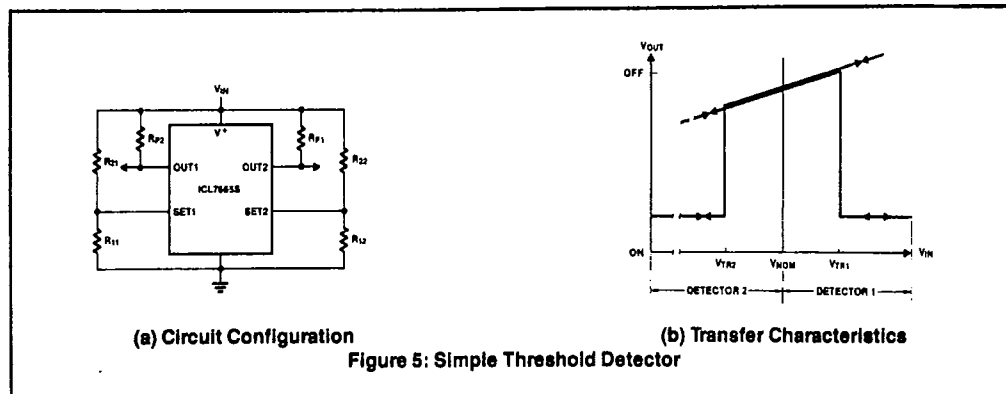 VIN
V+
RP2
RP1
R21
R22
OUT1
OUT2
ICL7665S
SET1
SET2
R11
R12
(a) Circuit Configuration
VOUT
OFF
ON
VTR2
VNOM
VTR1
VIN
DETECTOR 2
DETECTOR 1
(b) Transfer Characteristics
Figure 5: Simple Threshold Detector